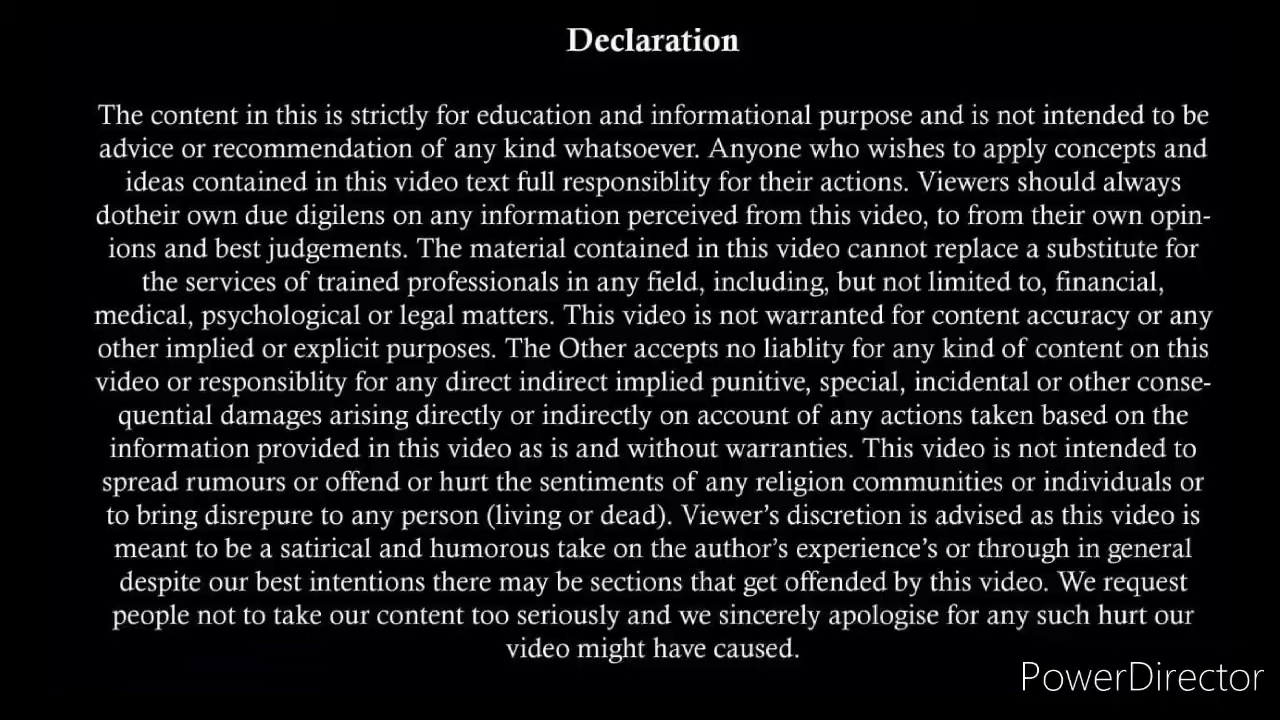 Declaration
The content in this is strictly for education and informational purpose and is not intended to be
advice or recommendation of any kind whatsoever. Anyone who wishes to apply concepts and
ideas contained in this video text full responsiblity for their actions. Viewers should always
dotheir own due digilens on any information perceived from this video, to from their own opin-
ions and best judgements. The material contained in this video cannot replace a substitute for
the services of trained professionals in any field, including, but not limited to, financial,
medical, psychological or legal matters. This video is not warranted for content accuracy or any
other implied or explicit purposes. The Other accepts no liablity for any kind of content on this
video or responsiblity for any direct indirect implied punitive, special, incidental or other conse-
quential damages arising directly or indirectly on account of any actions taken based on the
information provided in this video as is and without warranties. This video is not intended to
spread rumours or offend or hurt the sentiments of any religion communities or individuals or
to bring disrepure to any person (living or dead). Viewer's discretion is advised as this video is
meant to be a satirical and humorous take on the author's experience's or through in general
despite our best intentions there may be sections that get offended by this video. We request
people not to take our content too seriously and we sincerely apologise for any such hurt our
video might have caused.
PowerDirector